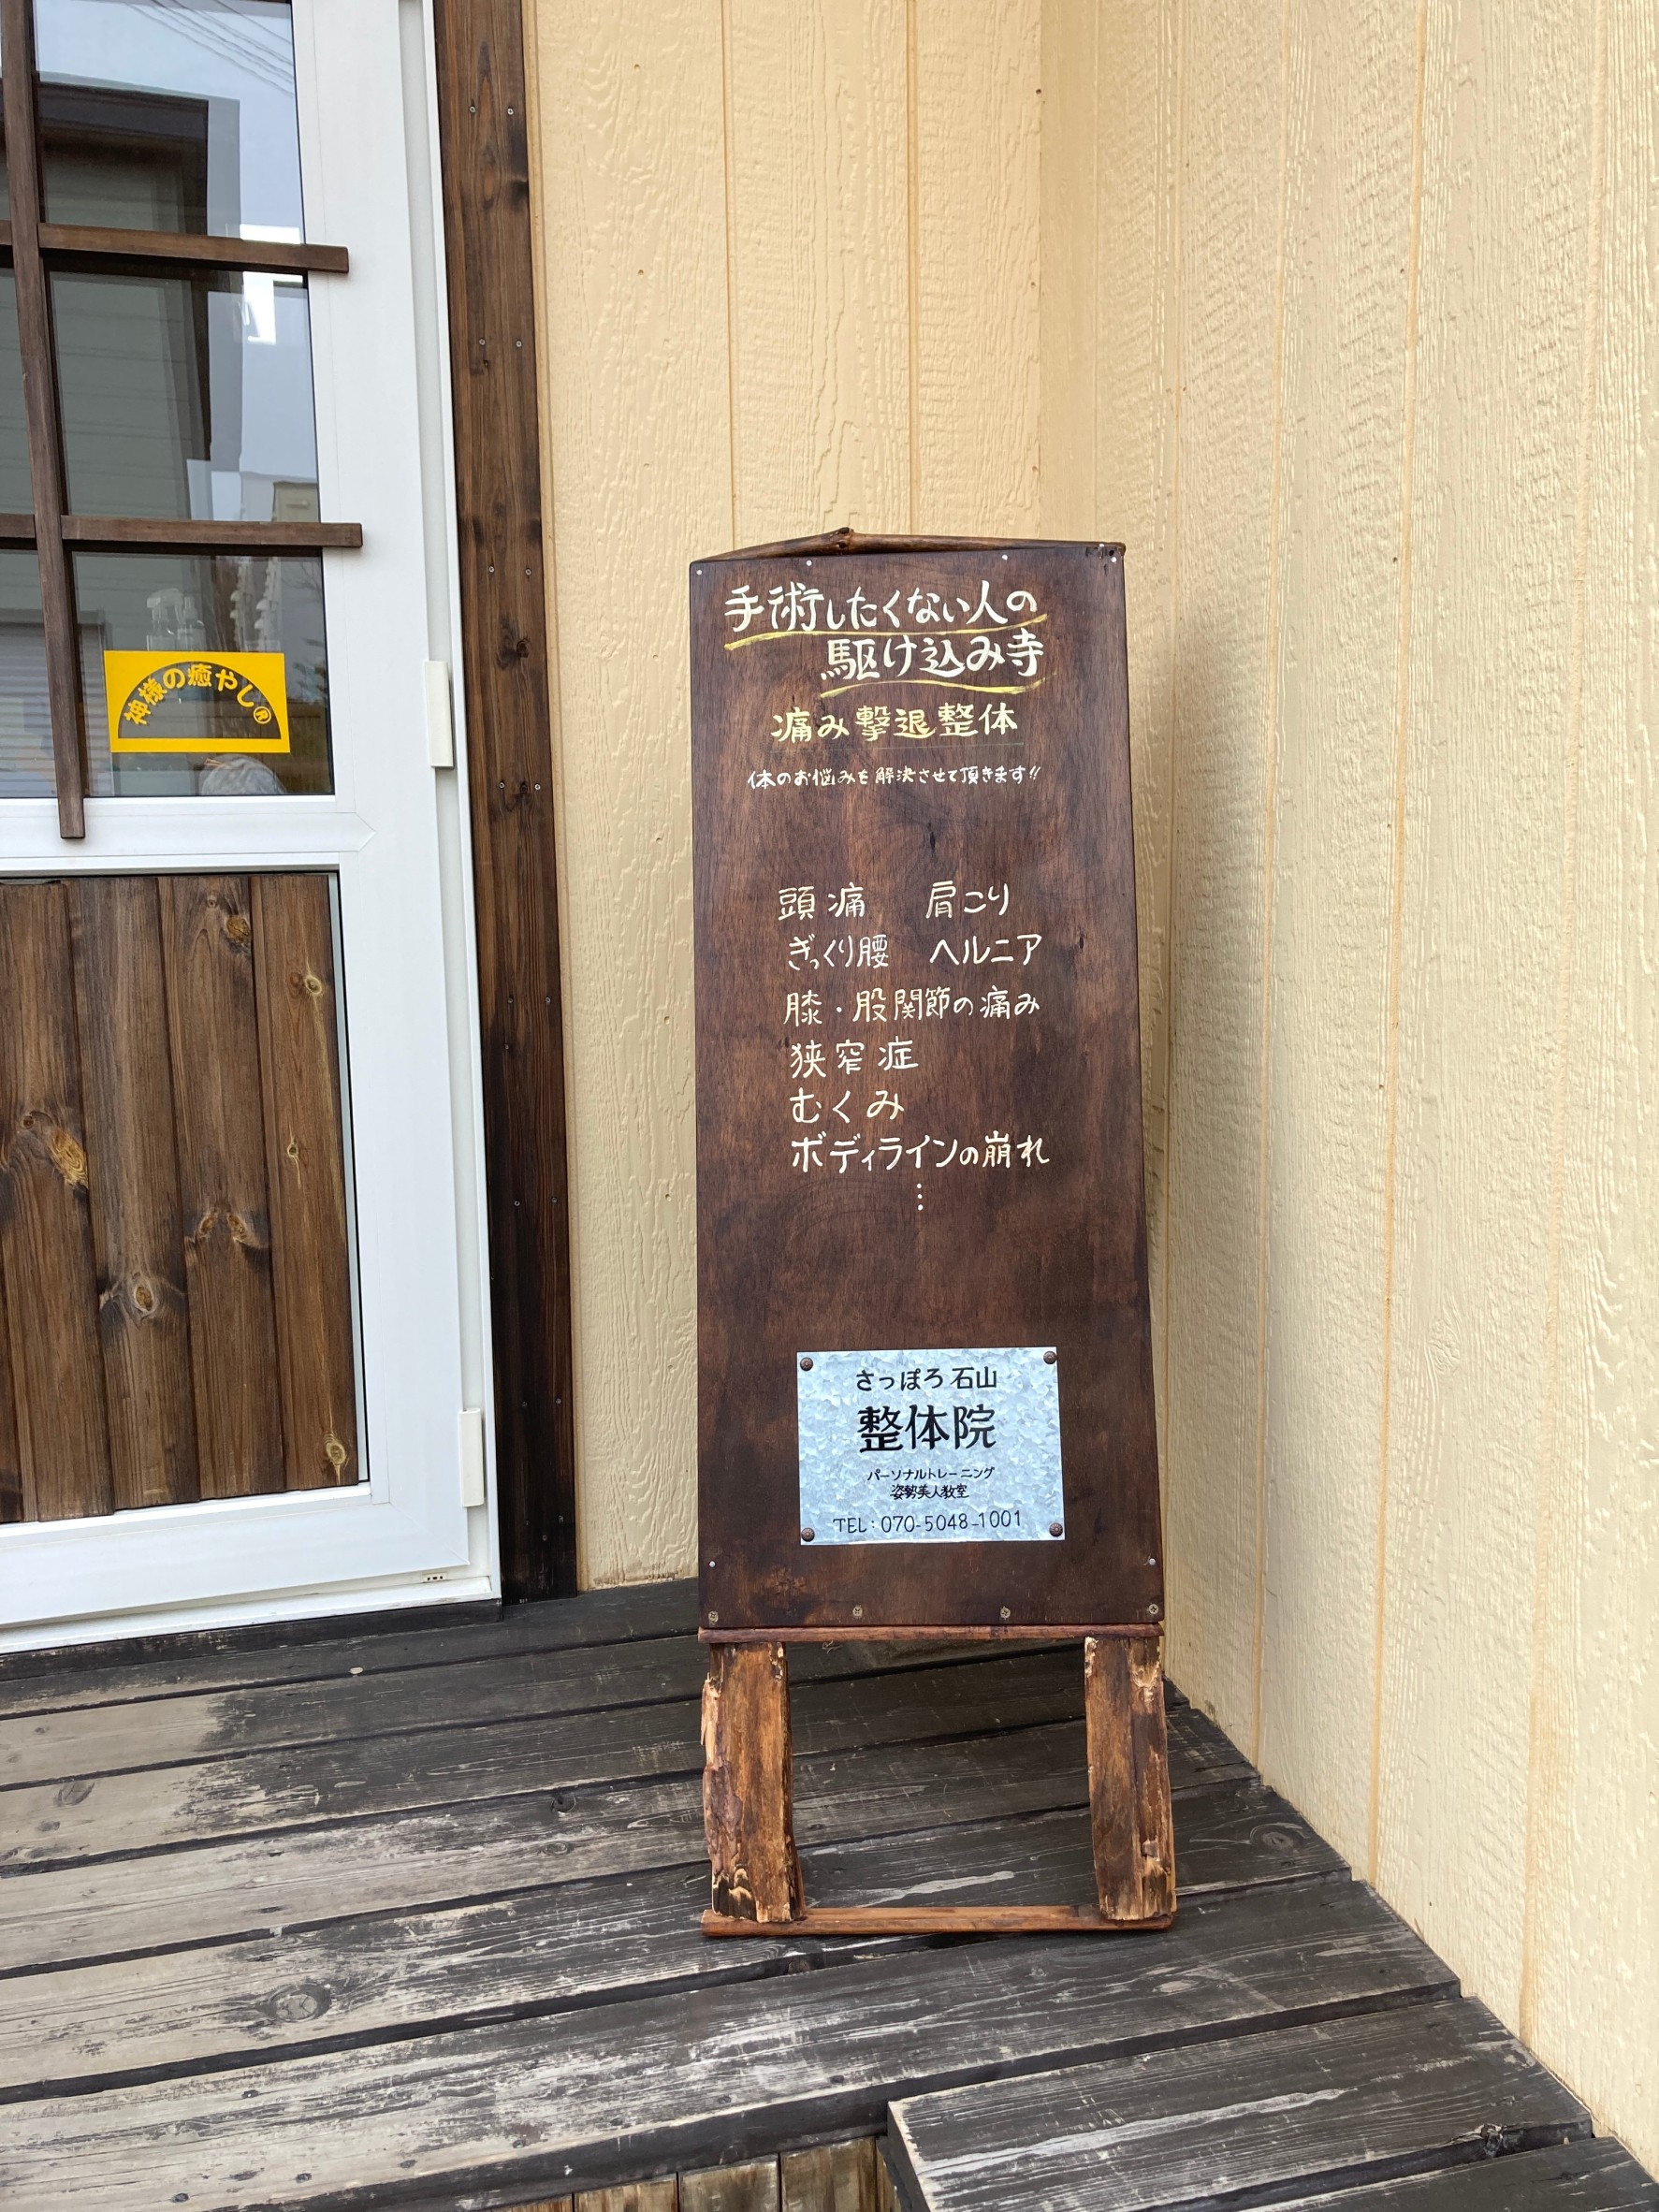 神様の癒やし®
手術したくない人の
駆け込み寺
痛み撃退整体
体のお悩みを解決させて頂きます!!
頭痛 肩こり
ぎっくり腰 ヘルニア
膝・股関節の痛み
狭窄症
むくみ
ボディラインの崩れ
⋮
さっぽろ石山
整体院
パーソナルトレーニング
姿勢美人教室
TEL:070-5048-1001